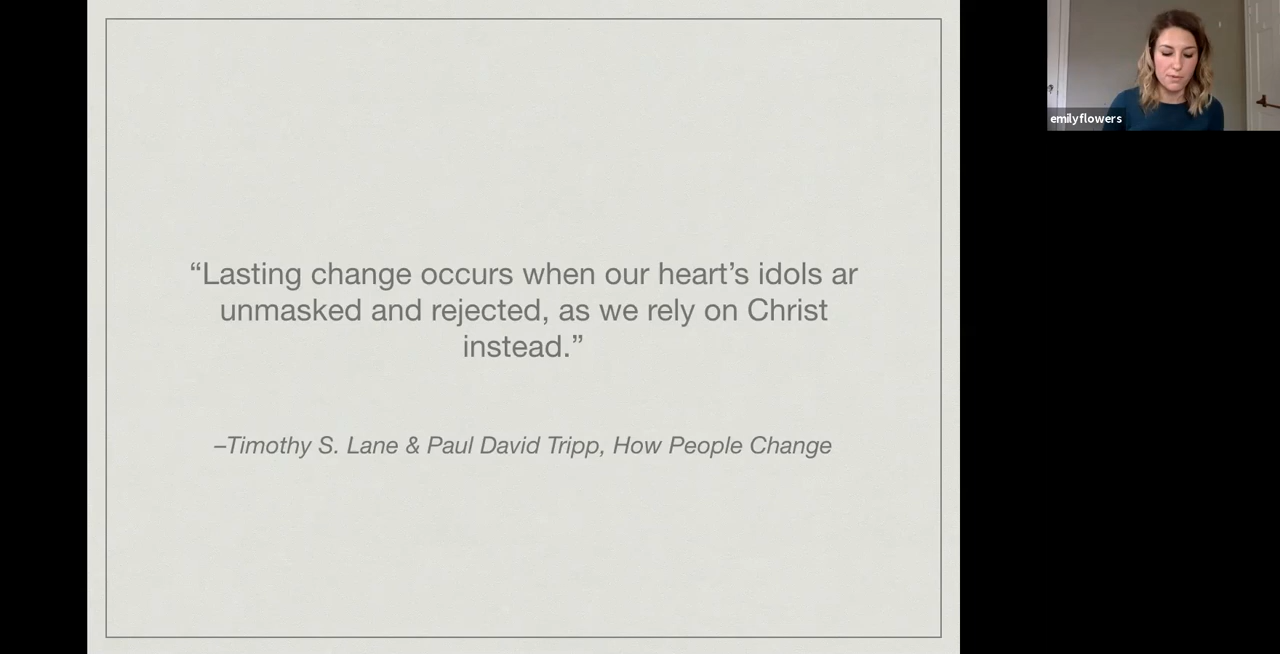 “Lasting change occurs when our heart’s idols ar
unmasked and rejected, as we rely on Christ
instead.”
–Timothy S. Lane & Paul David Tripp, How People Change
emilyflowers